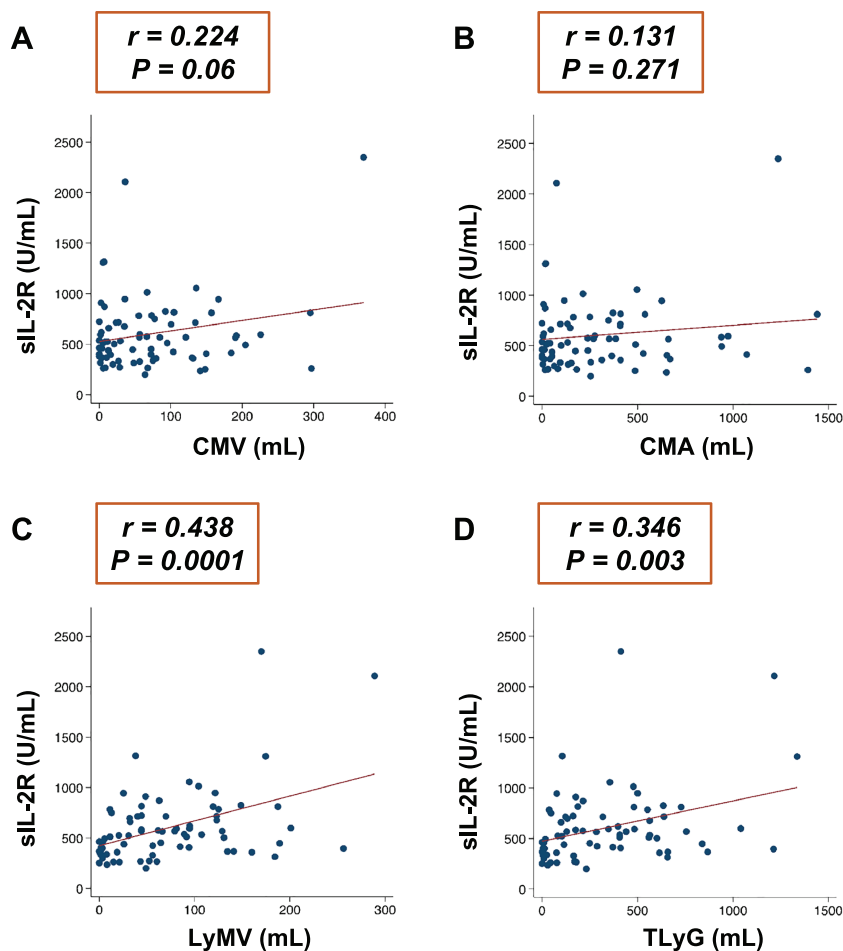 A
r = 0.224
P = 0.06
sIL-2R (U/mL)
2500
2000
1500
1000
500
0
0
100
200
300
400
CMV (mL)
B
r = 0.131
P = 0.271
sIL-2R (U/mL)
2500
2000
1500
1000
500
0
0
500
1000
1500
CMA (mL)
C
r = 0.438
P = 0.0001
sIL-2R (U/mL)
2500
2000
1500
1000
500
0
0
100
200
300
LyMV (mL)
D
r = 0.346
P = 0.003
sIL-2R (U/mL)
2500
2000
1500
1000
500
0
0
500
1000
1500
TLyG (mL)